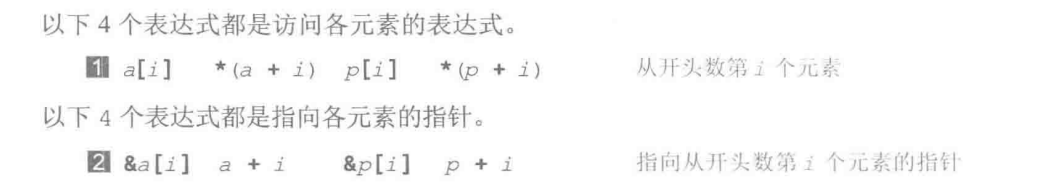 以下 4 个表达式都是访问各元素的表达式。
1 a[i] *(a + i) p[i] *(p + i) 从开头数第 i 个元素
以下 4 个表达式都是指向各元素的指针。
2 &a[i] a + i &p[i] p + i 指向从开头数第 i 个元素的指针